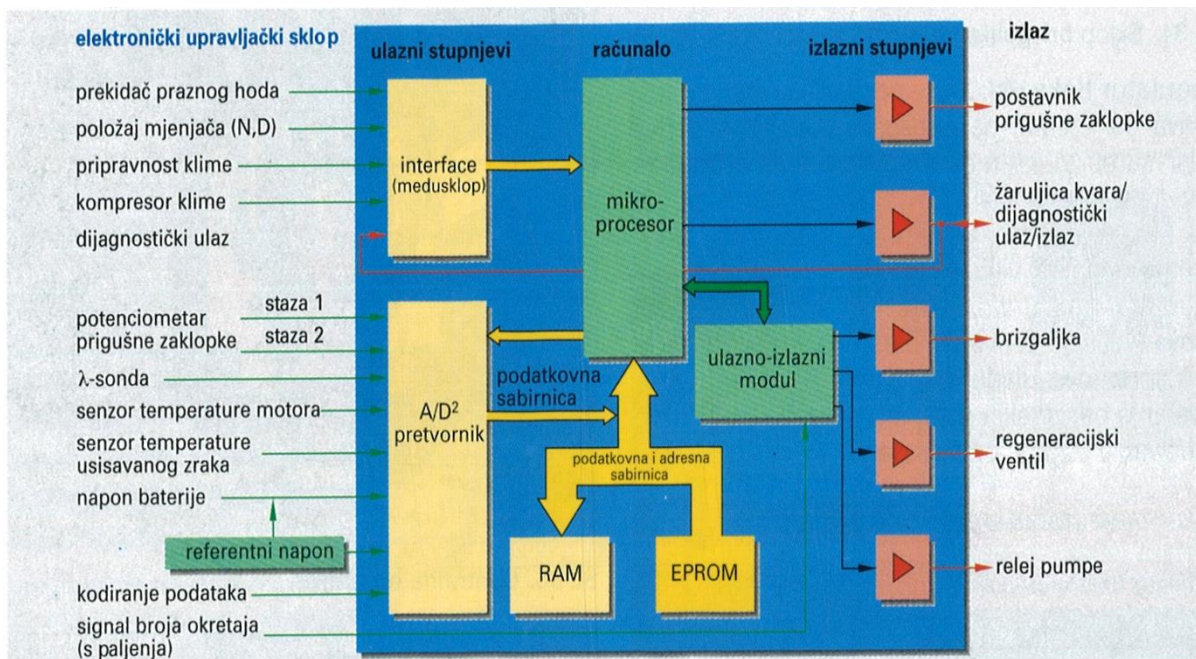 elektronički upravljački sklop
ulazni stupnjevi
računalo
izlazni stupnjevi
izlaz
prekidač praznog hoda
položaj mjenjača (N,D)
pripravnost klime
kompresor klime
dijagnostički ulaz
interface
(medusklop)
mikro-
procesor
postavnik
prigušne zaklopke
žaruljica kvara/
dijagnostički
ulaz/izlaz
potenciometar
prigušne zaklopke
staza 1
staza 2
λ-sonda
senzor temperature motora
senzor temperature
usisavanog zraka
napon baterije
referentni napon
kodiranje podataka
signal broja okretaja
(s paljenja)
A/D²
pretvornik
podatkovna
sabirnica
podatkovna i adresna
sabirnica
RAM
EPROM
ulazno-izlazni
modul
brizgaljka
regeneracijski
ventil
relej pumpe